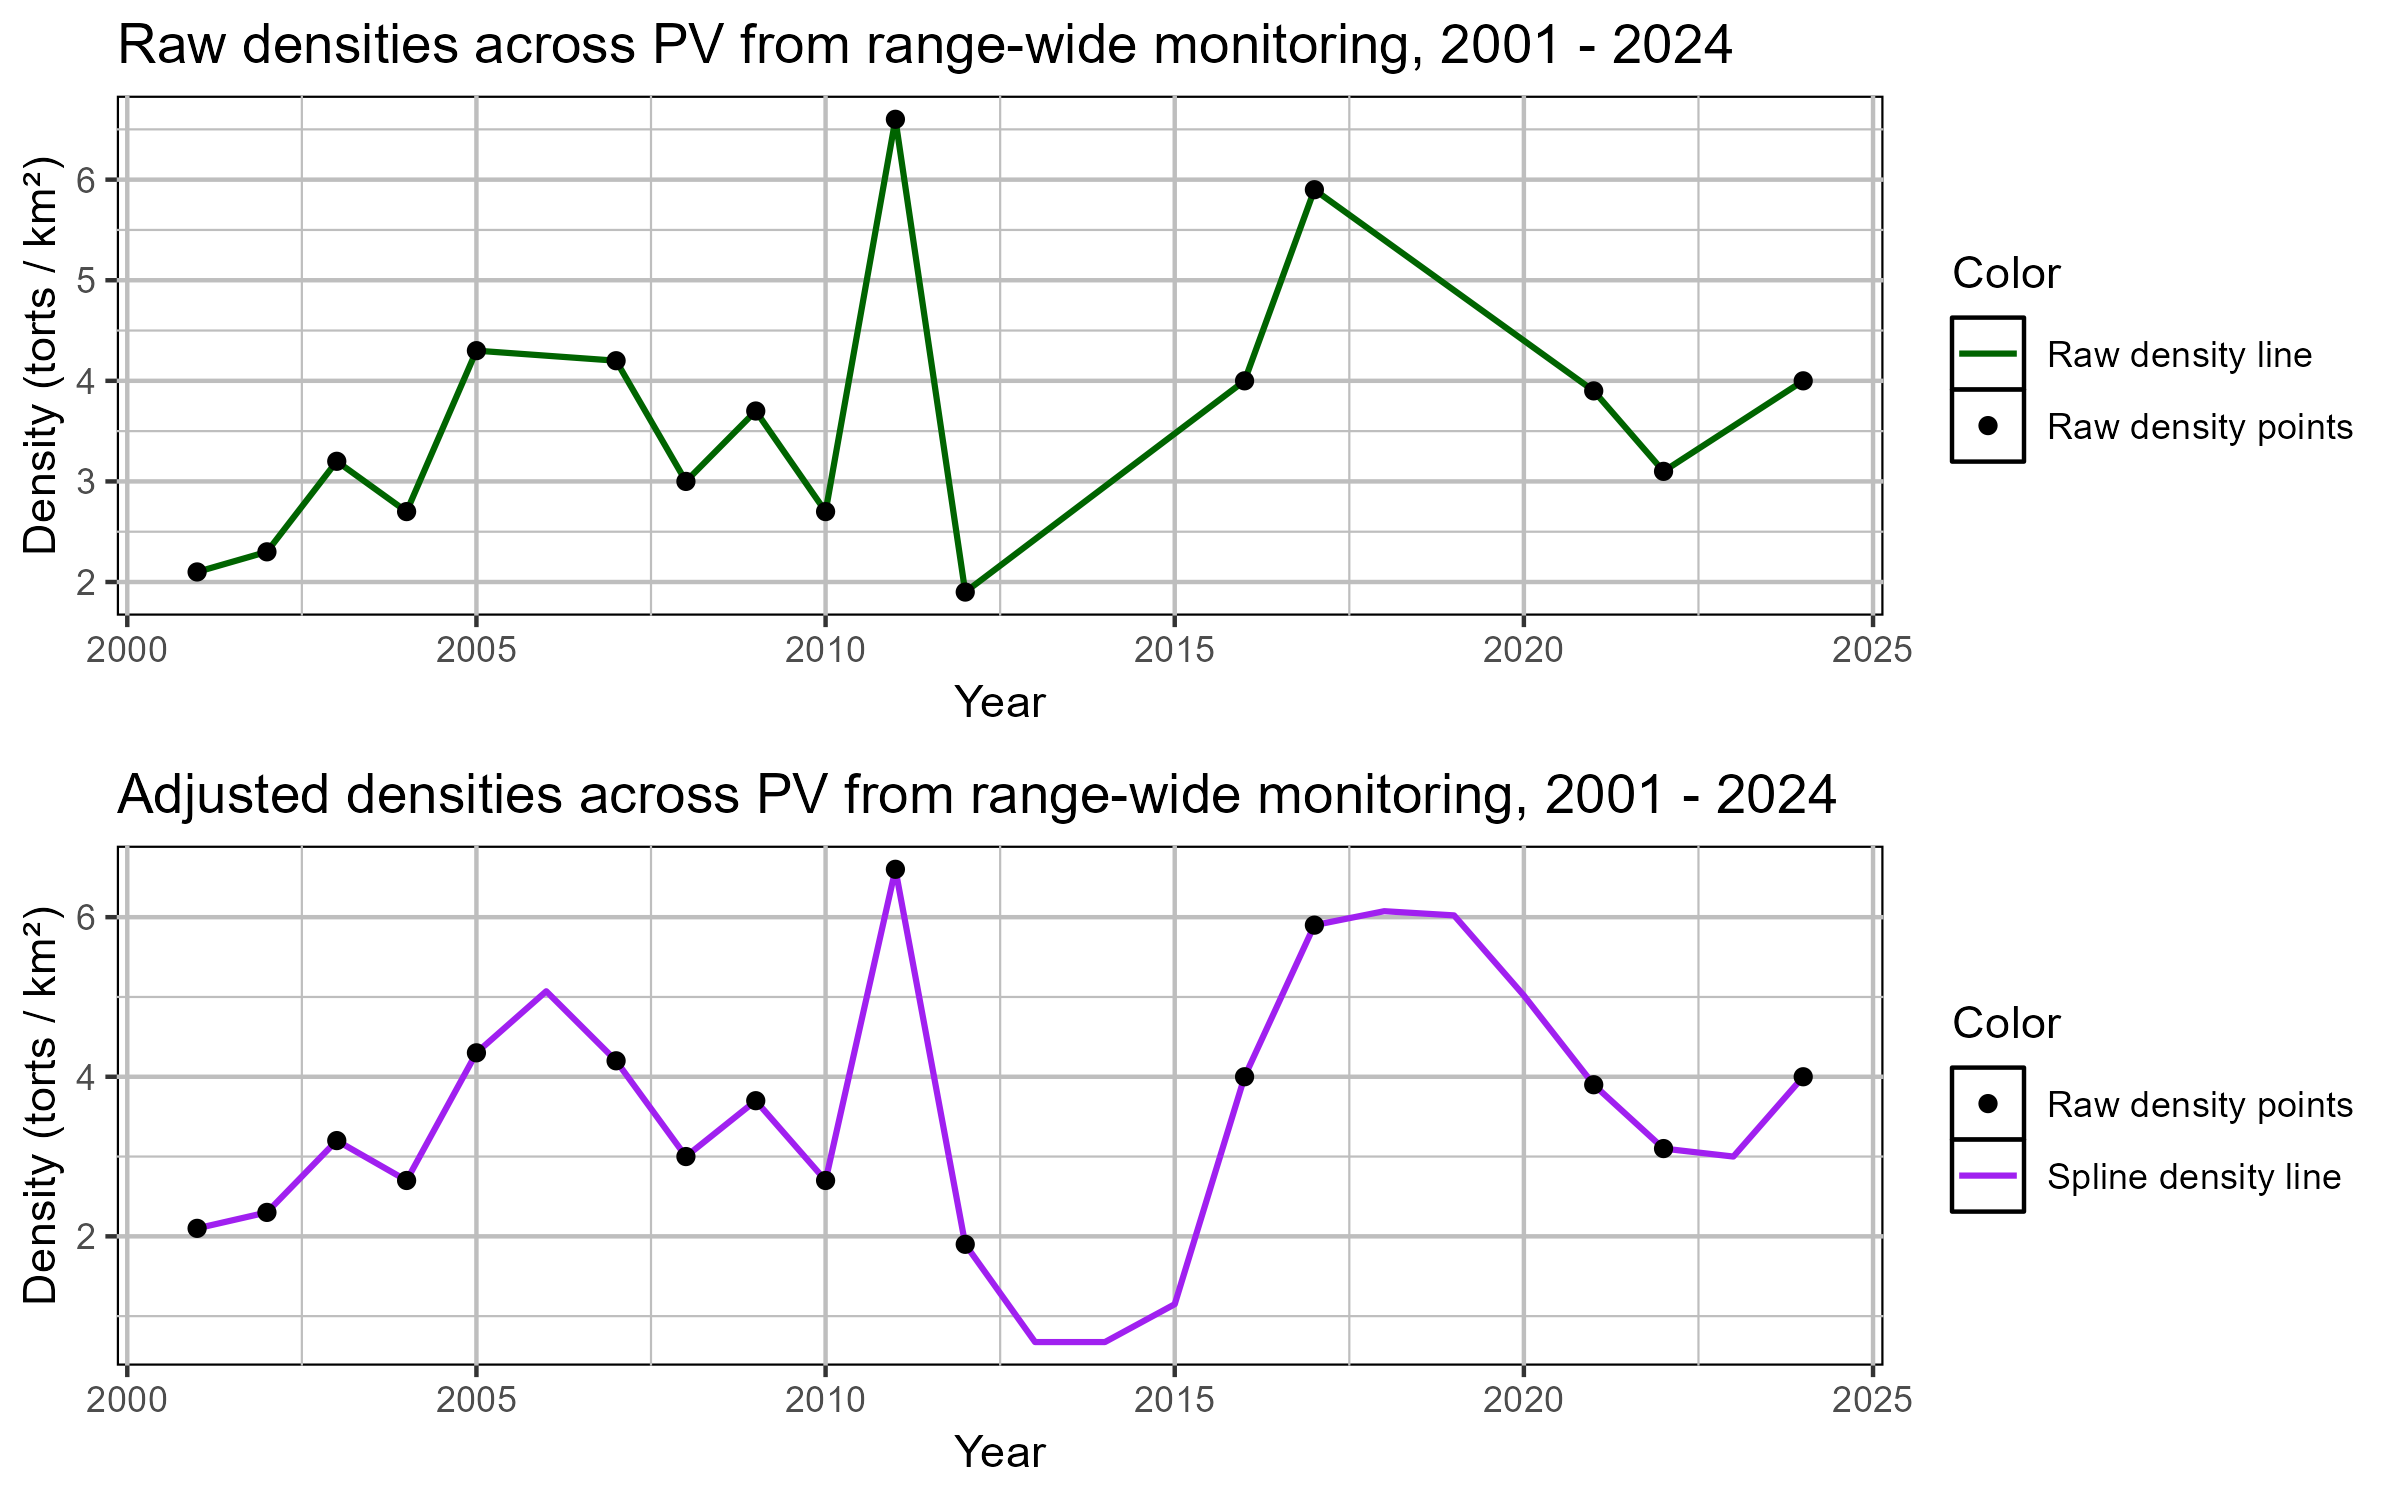 Raw densities across PV from range-wide monitoring, 2001 - 2024
Density (torts / km²)
6
5
4
3
2
2000 2005 2010 2015 2020 2025
Year
Color
Raw density line
Raw density points
Adjusted densities across PV from range-wide monitoring, 2001 - 2024
Density (torts / km²)
6
4
2
2000 2005 2010 2015 2020 2025
Year
Color
Raw density points
Spline density line